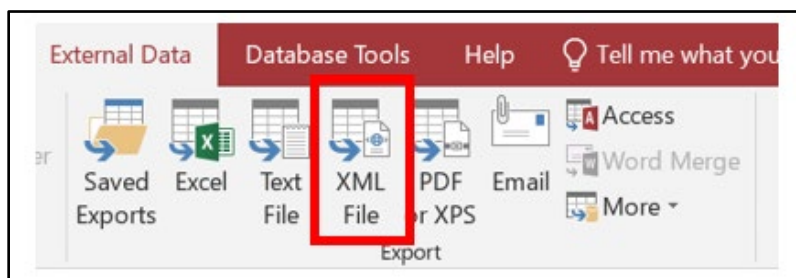 External Data Database Tools Help Tell me what you
er
Saved Exports
Excel
Text File
XML File
PDF or XPS
Email
Access
Word Merge
More
Export